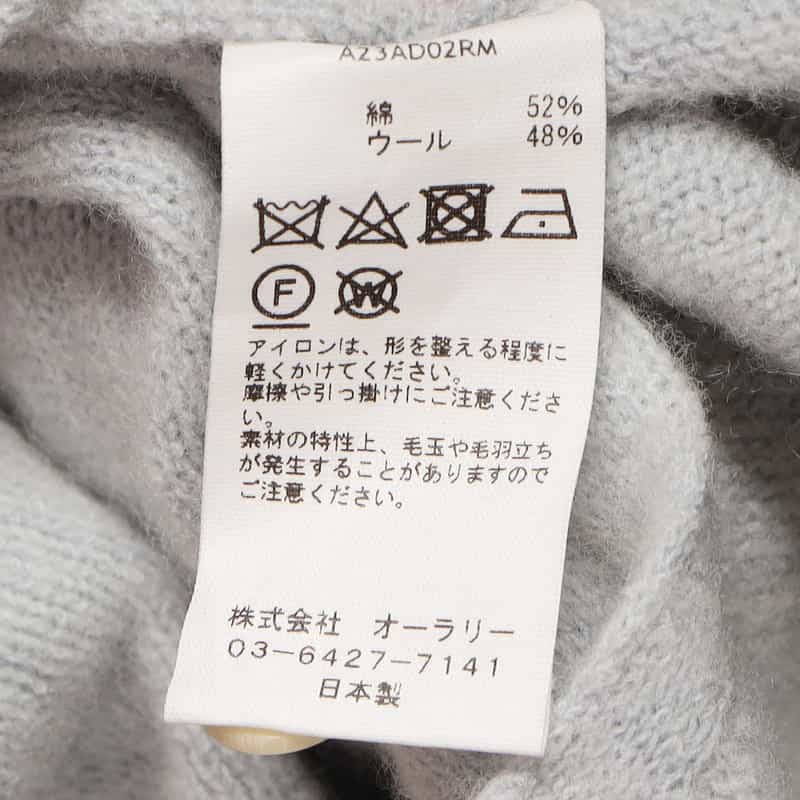 A23AD02RM
綿 52%
ウール 48%
F W
アイロンは、形を整える程度に
軽くかけてください。
摩擦や引っ掛けにご注意くださ
い。
素材の特性上、毛玉や毛羽立ち
が発生することがありますので
ご注意ください。
株式会社 オーラリー
03-6427-7141
日本製